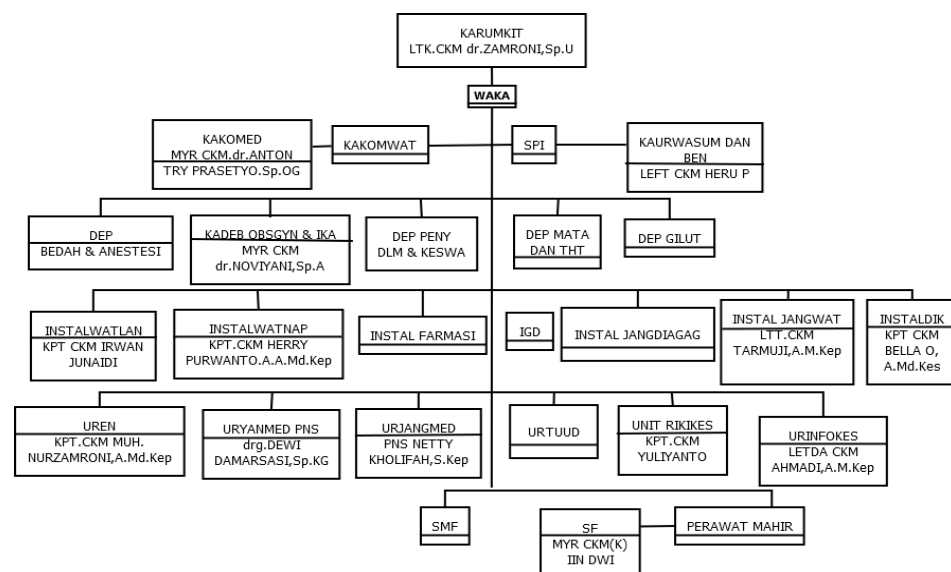 KARUMKIT
LTK.CKM dr.ZAMRONI,Sp.U
WAKA
KAKOMED
MYR CKM.dr.ANTON
TRY PRASETYO.Sp.OG
KAKOMWAT
SPI
KAURWASUM DAN
BEN
LEFT CKM HERU P
DEP
BEDAH & ANESTESI
KADEB OBSGYN & IKA
MYR CKM
dr.NOVIYANI,Sp.A
DEP PENY
DLM & KESWA
DEP MATA
DAN THT
DEP GILUT
INSTALWATLAN
KPT CKM IRWAN
JUNAIDI
INSTALWATNAP
KPT.CKM HERRY
PURWANTO.A.A.Md.Kep
INSTAL FARMASI
IGD
INSTAL JANGDIAGAG
INSTAL JANGWAT
LTT.CKM
TARMUJI,A.M.Kep
INSTALDIK
KPT CKM
BELLA O,
A.Md.Kes
UREN
KPT.CKM MUH.
NURZAMRONI,A.Md.Kep
URYANMED PNS
drg.DEWI
DAMARSASI,Sp.KG
URJANGMED
PNS NETTY
KHOLIFAH,S.Kep
URTUUD
UNIT RIKIKES
KPT.CKM
YULIYANTO
URINFOKES
LETDA CKM
AHMADI,A.M.Kep
SMF
SF
MYR CKM(K)
IIN DWI
PERAWAT MAHIR